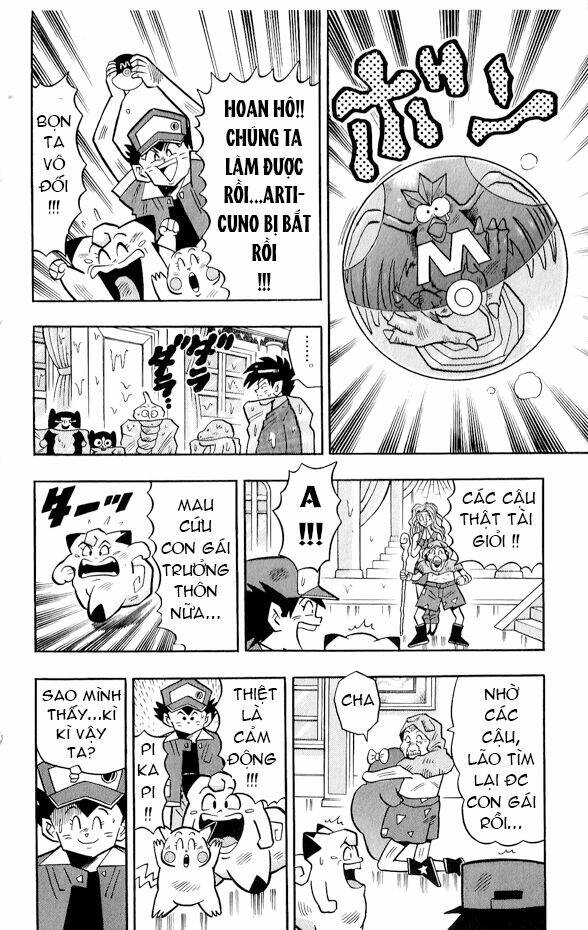 ボン
M
HOAN HÔ!!
CHÚNG TA
LÀM ĐƯỢC
RỒI...ARTI-
CUNO BỊ BẮT
RỒI
!!!
BỌN
TA
VÔ
ĐỐI
!!!
.......
CÁC CẬU
THẬT TÀI
GIỎI !!
A
!!!
MAU
CỨU
CON GÁI
TRƯỞNG
THÔN
NỮA...
NHỜ
CÁC
CẬU,
LÃO TÌM
LẠI ĐC
CON GÁI
RỒI...
CHA
THIỆT
LÀ
CẢM
ĐỘNG
!!!
PI
KA
PI
!!
SAO MÌNH
THẤY...KÌ
KÌ VẬY
TA?